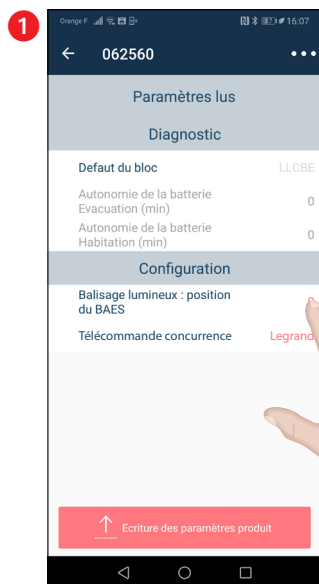 1
Orange F 16:07
062560
Paramètres lus
Diagnostic
Defaut du bloc LLCBE
Autonomie de la batterie
Evacuation (min) 0
Autonomie de la batterie
Habitation (min) 0
Configuration
Balisage lumineux : position
du BAES
Télécommande concurrence Legrand
Ecriture des paramètres produit